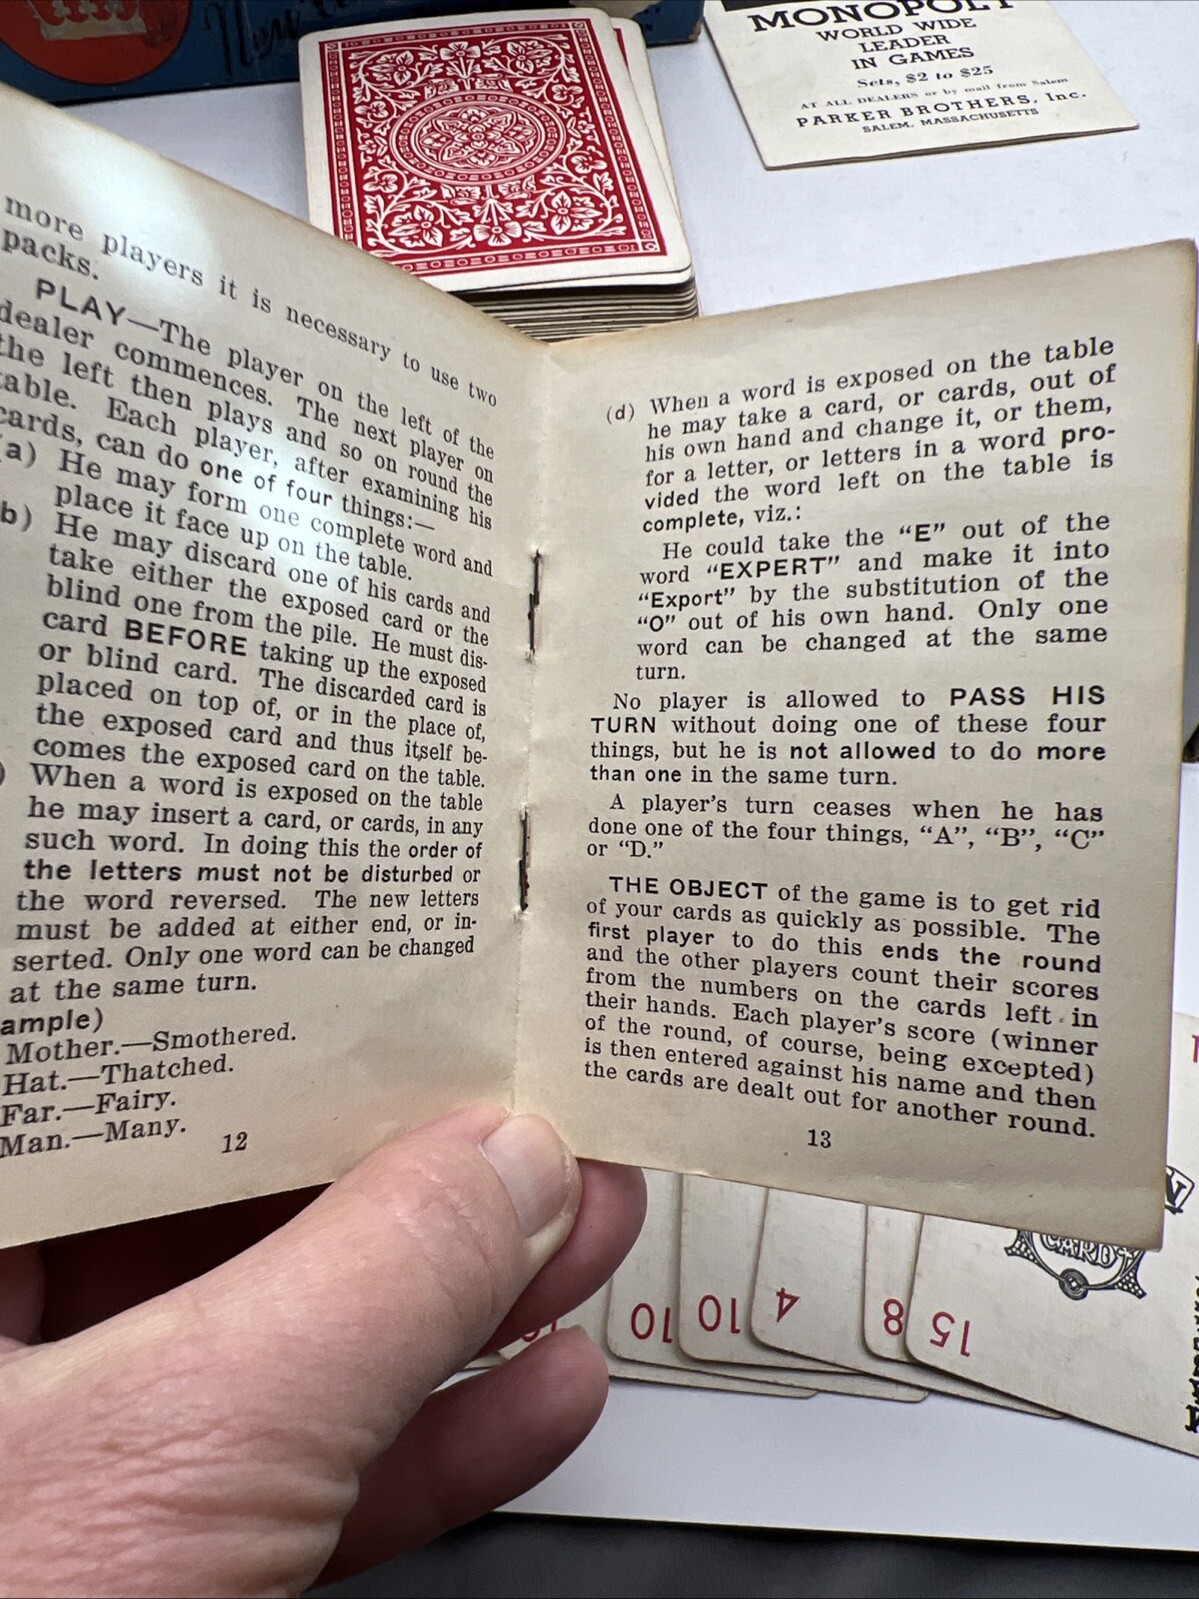 New
MONOPOLY
WORLD WIDE
LEADER
IN GAMES
Sets, $2 to $25
AT ALL DEALERS or by mail from Salem
PARKER BROTHERS, Inc.
SALEM, MASSACHUSETTS
more players it is necessary to use two
packs.
PLAY—The player on the left of the
dealer commences. The next player on
the left then plays and so on round the
table. Each player, after examining his
cards, can do one of four things:—
(a) He may form one complete word and
place it face up on the table.
b) He may discard one of his cards and
take either the exposed card or the
blind one from the pile. He must dis-
card BEFORE taking up the exposed
or blind card. The discarded card is
placed on top of, or in the place of,
the exposed card and thus itself be-
comes the exposed card on the table.
) When a word is exposed on the table
he may insert a card, or cards, in any
such word. In doing this the order of
the letters must not be disturbed or
the word reversed. The new letters
must be added at either end, or in-
serted. Only one word can be changed
at the same turn.
ample)
Mother.—Smothered.
Hat.—Thatched.
Far.—Fairy.
Man.—Many.
12
(d) When a word is exposed on the table
he may take a card, or cards, out of
his own hand and change it, or them,
for a letter, or letters in a word pro-
vided the word left on the table is
complete, viz.:
He could take the "E" out of the
word "EXPERT" and make it into
"Export" by the substitution of the
"O" out of his own hand. Only one
word can be changed at the same
turn.
No player is allowed to PASS HIS
TURN without doing one of these four
things, but he is not allowed to do more
than one in the same turn.
A player's turn ceases when he has
done one of the four things, "A", "B", "C"
or "D."
THE OBJECT of the game is to get rid
of your cards as quickly as possible. The
first player to do this ends the round
and the other players count their scores
from the numbers on the cards left in
their hands. Each player's score (winner
of the round, of course, being excepted)
is then entered against his name and then
the cards are dealt out for another round.
13
10
10
4
8
15
CARD